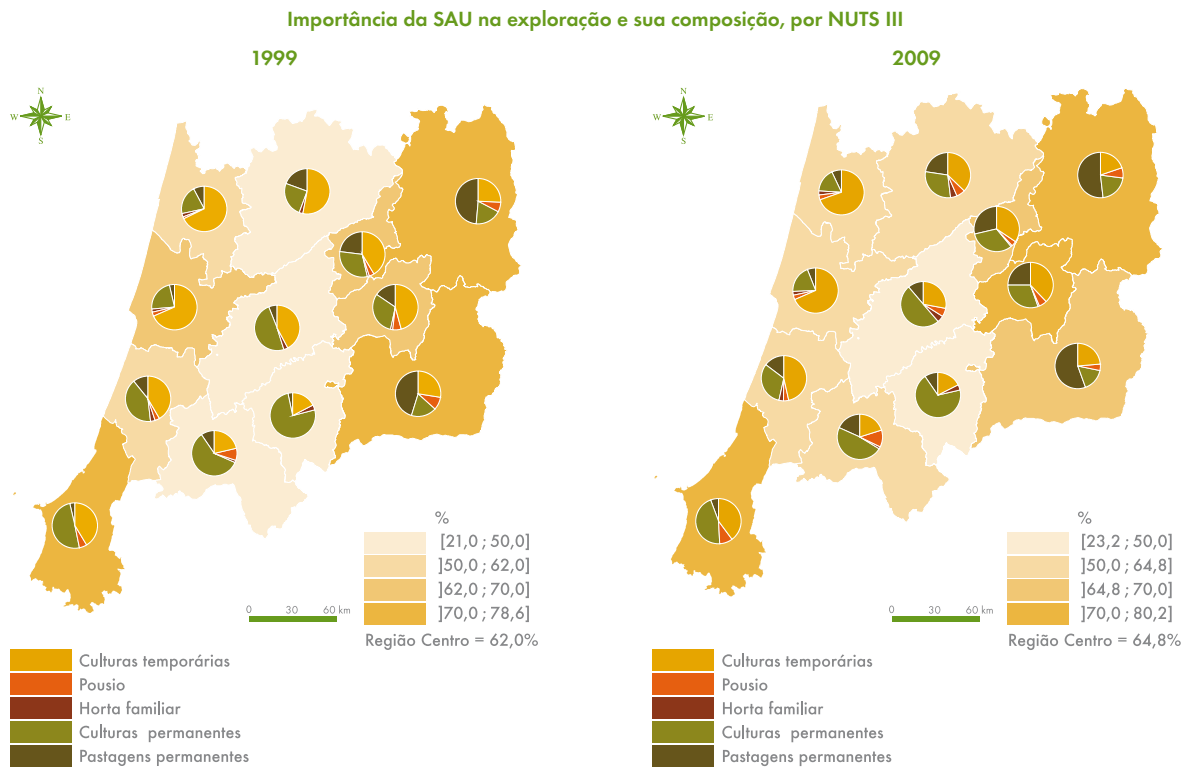 Importância da SAU na exploração e sua composição, por NUTS III
1999
N
W E
S
%
[21,0 ; 50,0]
]50,0 ; 62,0]
]62,0 ; 70,0]
]70,0 ; 78,6]
0 30 60 km
Região Centro = 62,0%
Culturas temporárias
Pousio
Horta familiar
Culturas permanentes
Pastagens permanentes
2009
N
W E
S
%
[23,2 ; 50,0]
]50,0 ; 64,8]
]64,8 ; 70,0]
]70,0 ; 80,2]
0 30 60 km
Região Centro = 64,8%
Culturas temporárias
Pousio
Horta familiar
Culturas permanentes
Pastagens permanentes